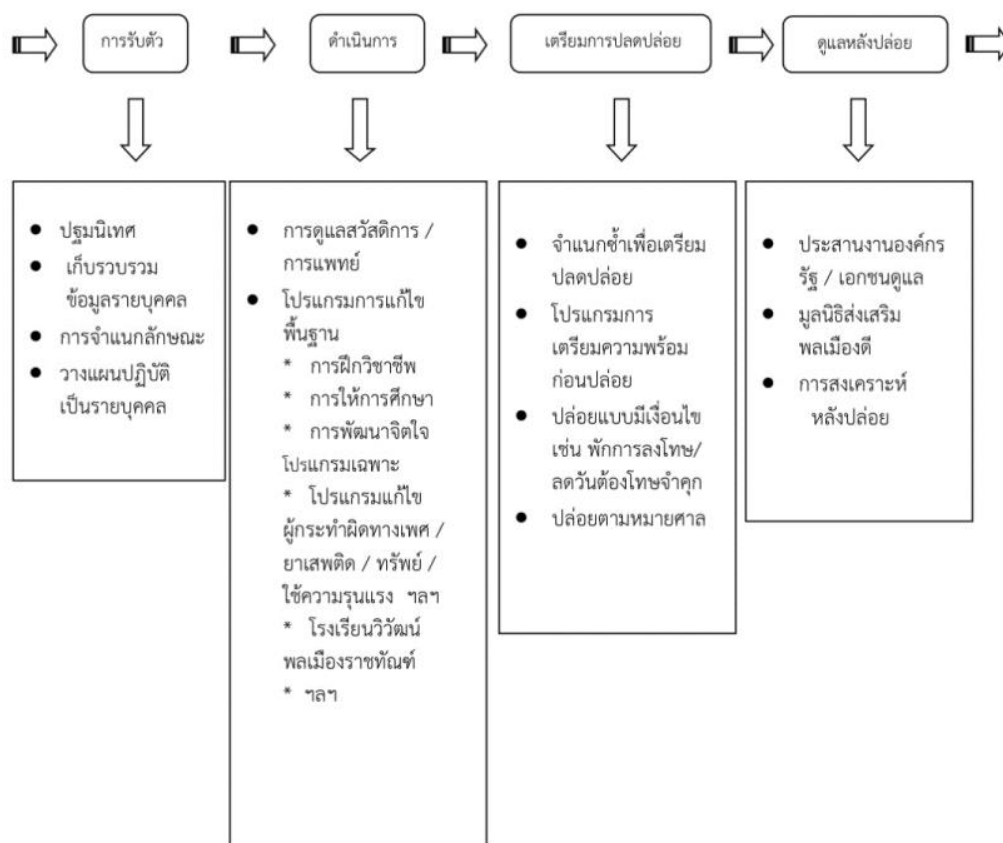 การรับตัว
ดำเนินการ
เตรียมการปลดปล่อย
ดูแลหลังปล่อย
● ปฐมนิเทศ
● เก็บรวบรวม
ข้อมูลรายบุคคล
● การจำแนกลักษณะ
● วางแผนปฏิบัติ
เป็นรายบุคคล
● การดูแลสวัสดิการ /
การแพทย์
● โปรแกรมการแก้ไข
พื้นฐาน
* การฝึกวิชาชีพ
* การให้การศึกษา
* การพัฒนาจิตใจ
โปรแกรมเฉพาะ
* โปรแกรมแก้ไข
ผู้กระทำผิดทางเพศ /
ยาเสพติด / ทรัพย์ /
ใช้ความรุนแรง ฯลฯ
* โรงเรียนวิวัฒน์
พลเมืองราชทัณฑ์
* ฯลฯ
● จำแนกซ้ำเพื่อเตรียม
ปลดปล่อย
● โปรแกรมการ
เตรียมความพร้อม
ก่อนปล่อย
● ปล่อยแบบมีเงื่อนไข
เช่น พักการลงโทษ/
ลดวันต้องโทษจำคุก
● ปล่อยตามหมายศาล
● ประสานงานองค์กร
รัฐ / เอกชนดูแล
● มูลนิธิส่งเสริม
พลเมืองดี
● การสงเคราะห์
หลังปล่อย